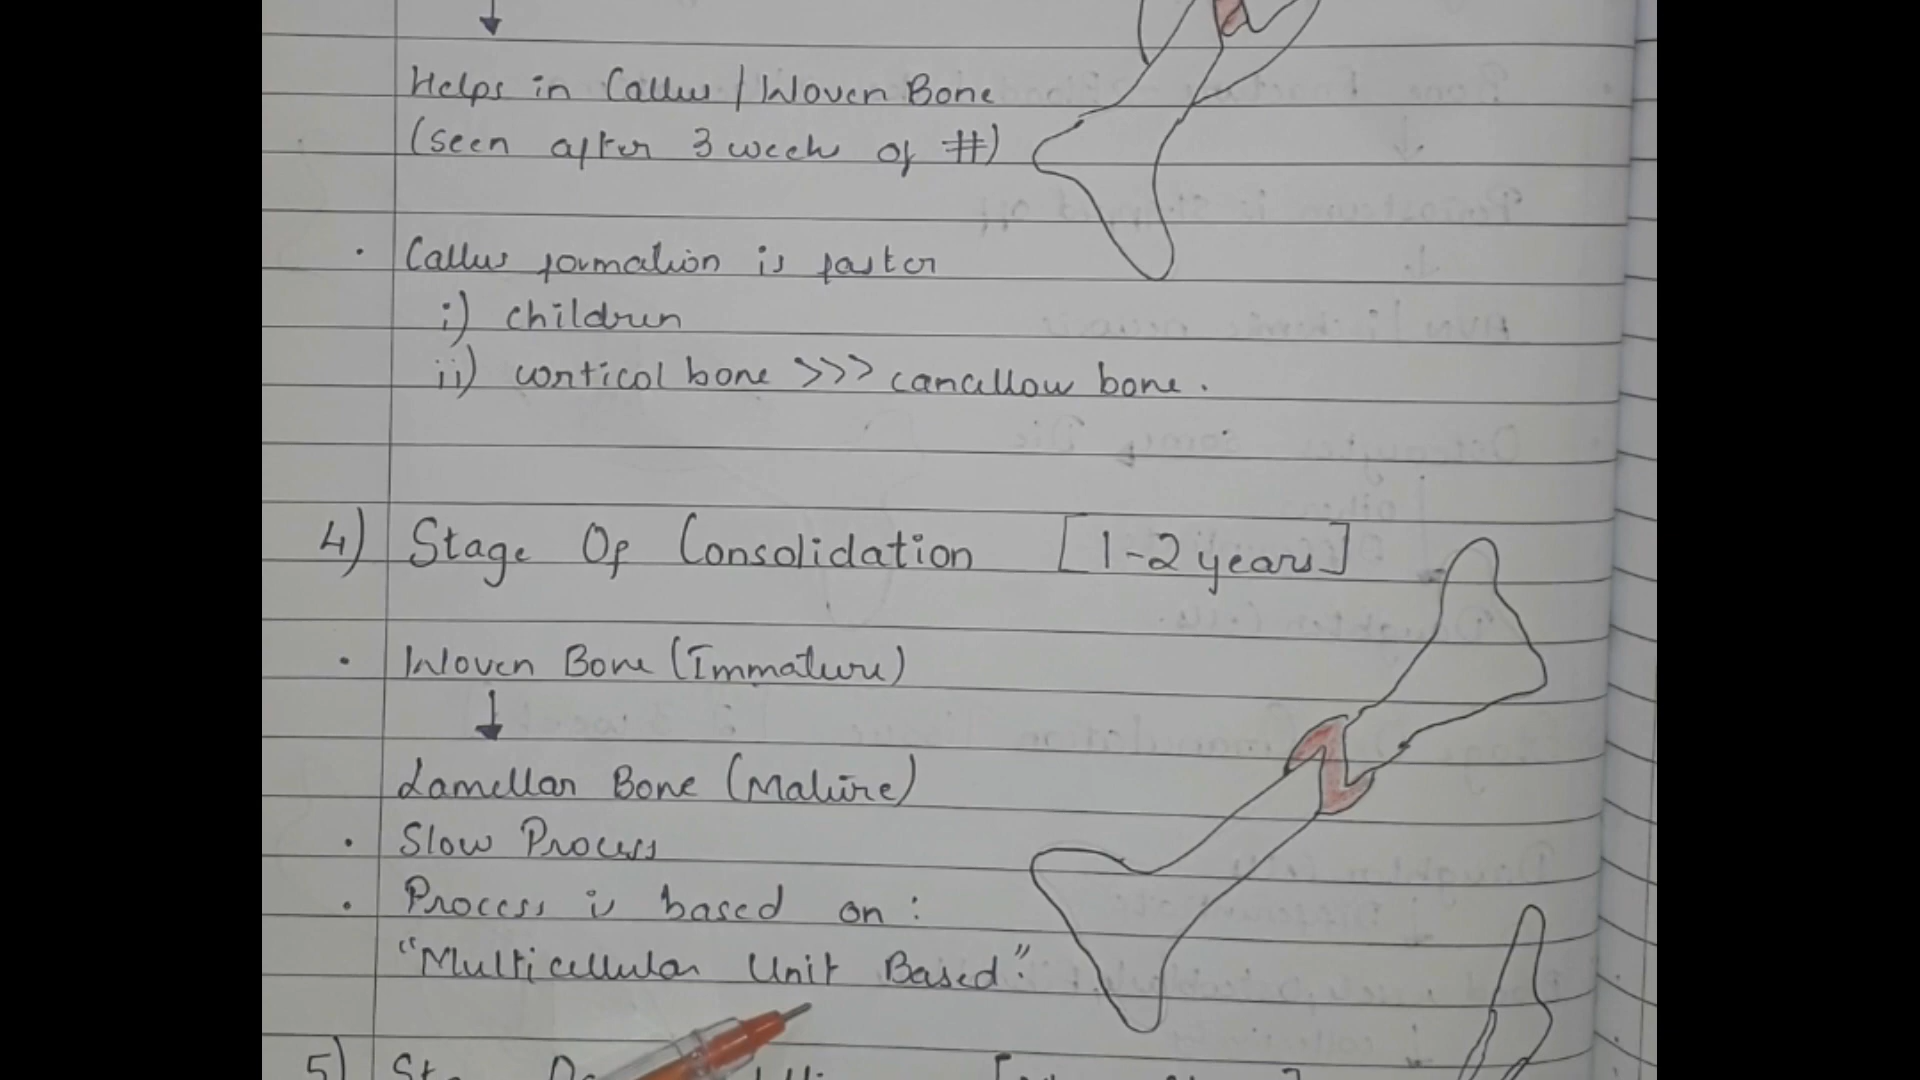 Helps in Callus / Woven Bone
(seen after 3 week of #)
· Callus formation is faster
i) children
ii) cortical bone >>> cancellow bone.
4) Stage Of Consolidation [1-2 years]
· Woven Bone (Immature)
Lamellar Bone (Mature)
· Slow Process
· Process is based on :
"Multicellular Unit Based".
5)